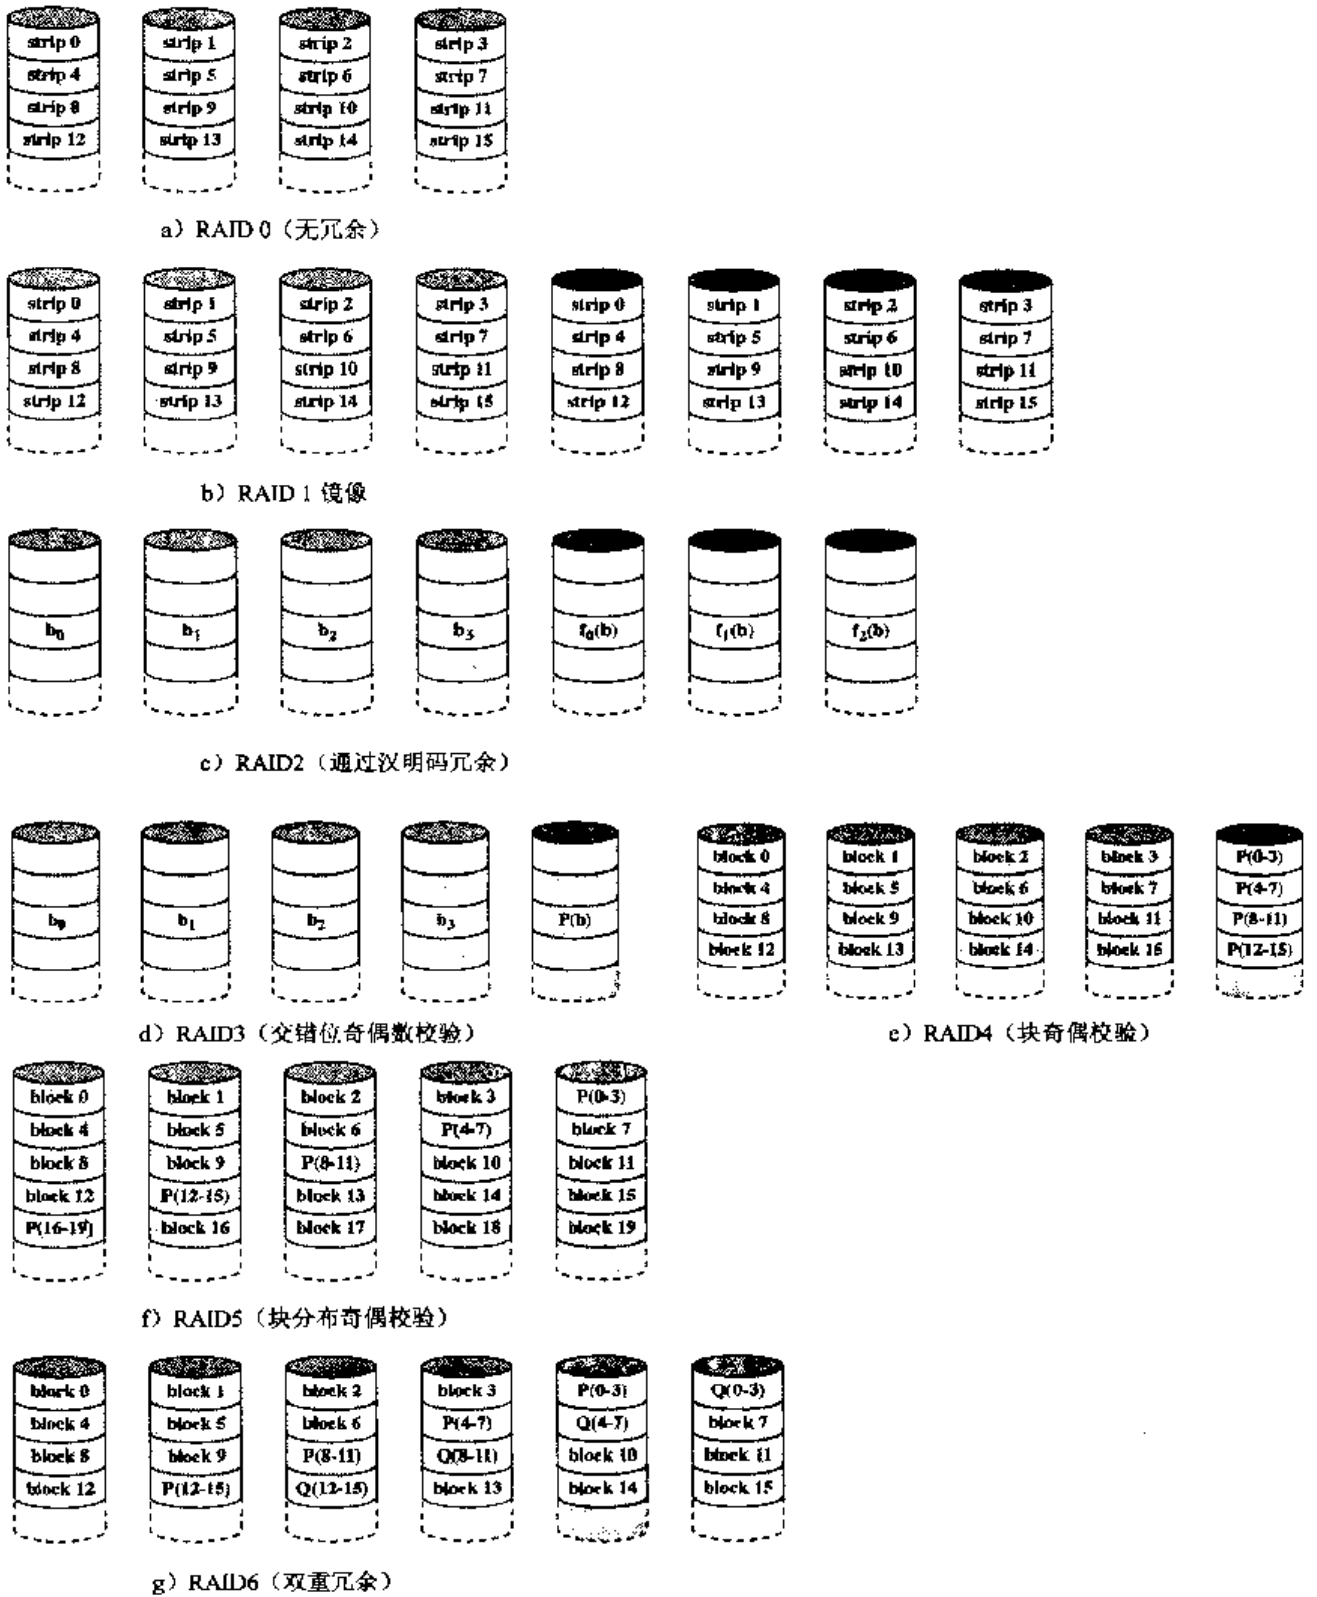 strip 0 strip 1 strip 2 strip 3
strip 4 strip 5 strip 6 strip 7
strip 8 strip 9 strip 10 strip 11
strip 12 strip 13 strip 14 strip 15
a）RAID 0（无冗余）
strip 0 strip 1 strip 2 strip 3 strip 0 strip 1 strip 2 strip 3
strip 4 strip 5 strip 6 strip 7 strip 4 strip 5 strip 6 strip 7
strip 8 strip 9 strip 10 strip 11 strip 8 strip 9 strip 10 strip 11
strip 12 strip 13 strip 14 strip 15 strip 12 strip 13 strip 14 strip 15
b）RAID 1 镜像
b₀ b₁ b₂ b₃ f₀(b) f₁(b) f₂(b)
c）RAID2（通过汉明码冗余）
b₀ b₁ b₂ b₃ P(b)
d）RAID3（交错位奇偶数校验）
block 0 block 1 block 2 block 3 P(0-3)
block 4 block 5 block 6 block 7 P(4-7)
block 8 block 9 block 10 block 11 P(8-11)
block 12 block 13 block 14 block 15 P(12-15)
e）RAID4（块奇偶校验）
block 0 block 1 block 2 block 3 P(0-3)
block 4 block 5 block 6 P(4-7) block 7
block 8 block 9 P(8-11) block 10 block 11
block 12 P(12-15) block 13 block 14 block 15
P(16-19) block 16 block 17 block 18 block 19
f）RAID5（块分布奇偶校验）
block 0 block 1 block 2 block 3 P(0-3) Q(0-3)
block 4 block 5 block 6 P(4-7) Q(4-7) block 7
block 8 block 9 P(8-11) Q(8-11) block 10 block 11
block 12 P(12-15) Q(12-15) block 13 block 14 block 15
g）RAID6（双重冗余）